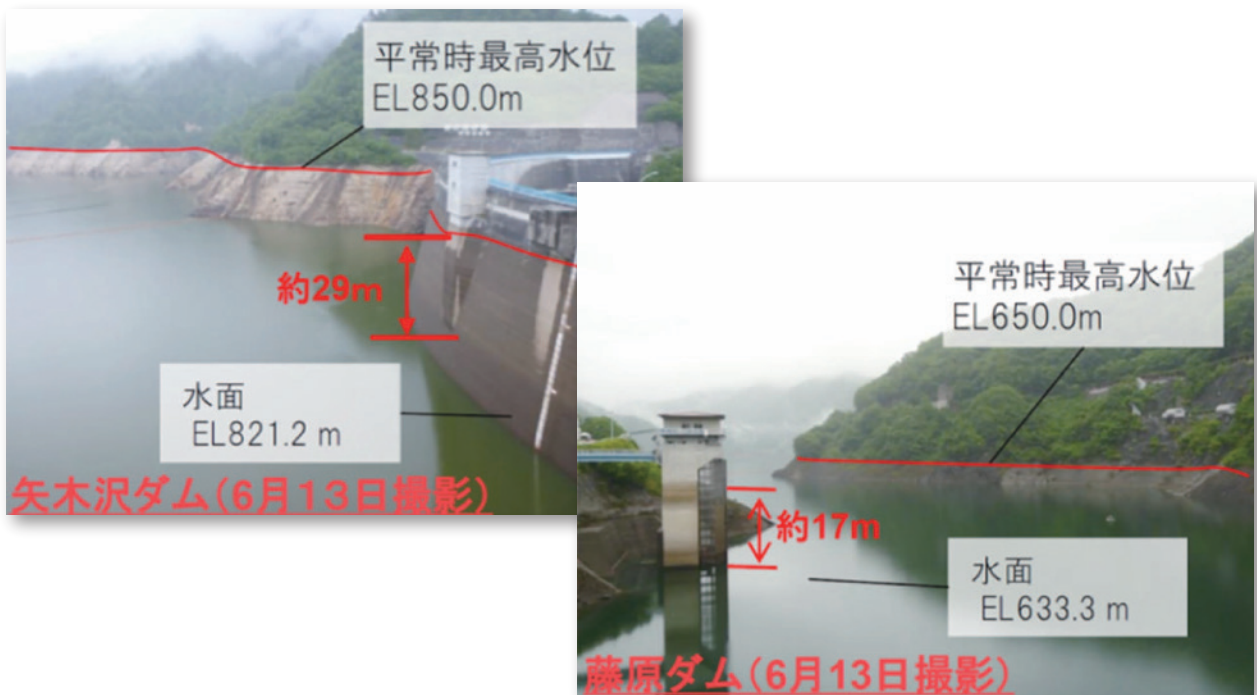 平常時最高水位
EL850.0m
約29m
水面
EL821.2 m
矢木沢ダム(6月13日撮影)
平常時最高水位
EL650.0m
約17m
水面
EL633.3 m
藤原ダム(6月13日撮影)